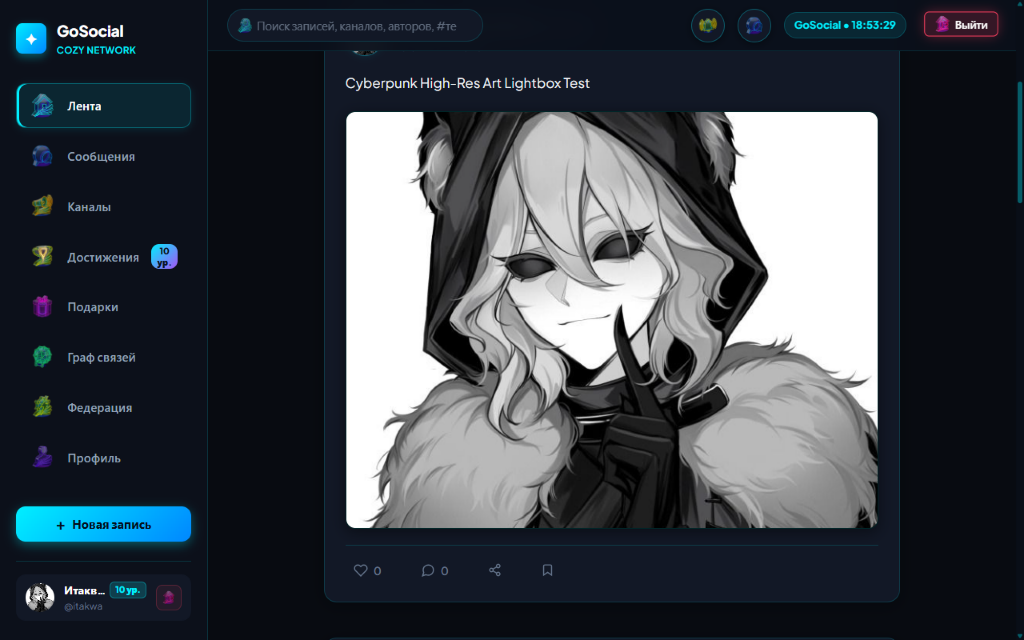 GoSocial
COZY NETWORK
Поиск записей, каналов, авторов, #те
GoSocial • 18:53:29
Выйти
Лента
Сообщения
Каналы
Достижения
10 ур.
Подарки
Граф связей
Федерация
Профиль
+ Новая запись
Итакв... 10 ур.
@itakwa
Cyberpunk High-Res Art Lightbox Test
0 0